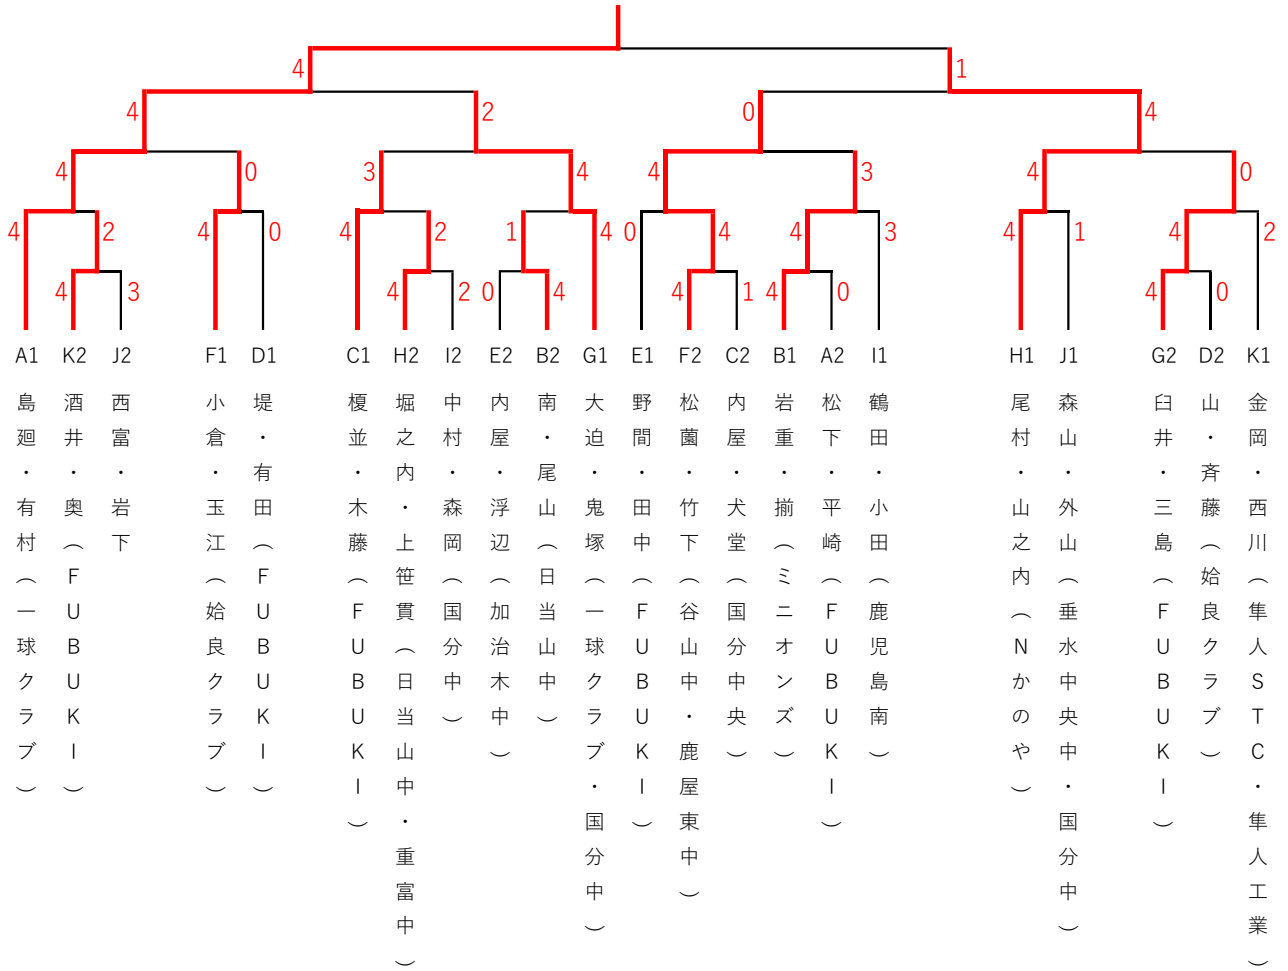 4 1
4 2 0 4
4 0 3 4 4 3 4 0
4 2 4 0 4 2 1 4 0 4 4 3 4 1 4 2
4 3 4 2 0 4 4 1 4 0 4 0
A1 K2 J2 F1 D1 C1 H2 I2 E2 B2 G1 E1 F2 C2 B1 A2 I1 H1 J1 G2 D2 K1
島廻・有村(一球クラブ)
酒井・奥(FUBUKI)
西富・岩下
小倉・玉江(姶良クラブ)
堤・有田(FUBUKI)
榎並・木藤(FUBUKI)
堀之内・上笹貫(日当山中・重富中)
中村・森岡(国分中)
内屋・浮辺(加治木中)
南・尾山(日当山中)
大迫・鬼塚(一球クラブ・国分中)
野間・田中(FUBUKI)
松薗・竹下(谷山中・鹿屋東中)
内屋・犬堂(国分中央)
岩重・揃(ミニオンズ)
松下・平崎(FUBUKI)
鶴田・小田(鹿児島南)
尾村・山之内(Nかのや)
森山・外山(垂水中央中・国分中)
臼井・三島(FUBUKI)
山・斉藤(姶良クラブ)
金岡・西川(隼人STC・隼人工業)